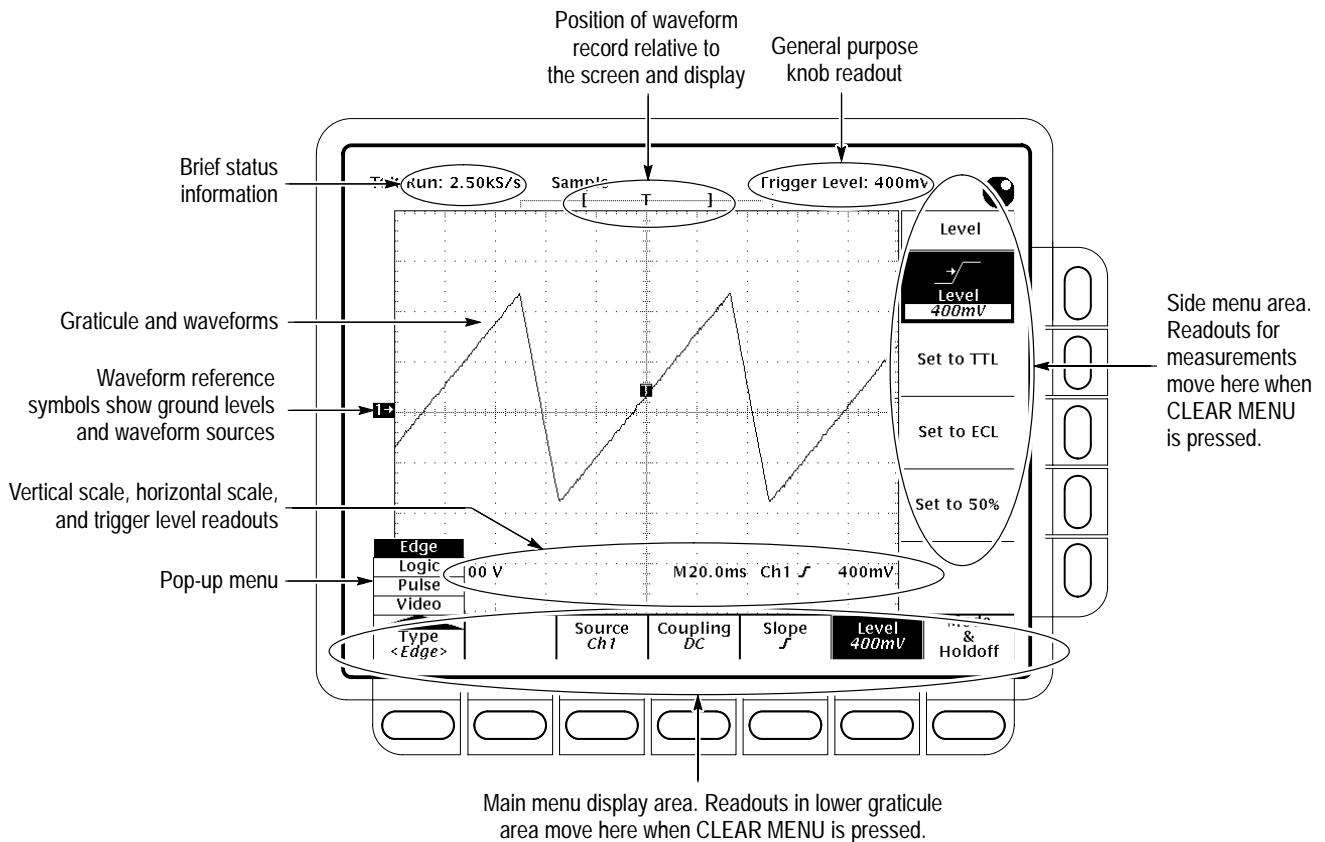 Position of waveform
record relative to
the screen and display
General purpose
knob readout
Brief status
information
Run: 2.50kS/s
Sample
Trigger Level: 400mV
[ T ]
Level
Level
400mV
Set to TTL
Set to ECL
Set to 50%
Graticule and waveforms
Waveform reference
symbols show ground levels
and waveform sources
1→
Side menu area.
Readouts for
measurements
move here when
CLEAR MENU
is pressed.
Vertical scale, horizontal scale,
and trigger level readouts
Pop-up menu
Edge
Logic
Pulse
Video
00 V
M20.0ms Ch1 400mV
Type
<Edge>
Source
Ch1
Coupling
DC
Slope
Level
400mV
Mode
&
Holdoff
Main menu display area. Readouts in lower graticule
area move here when CLEAR MENU is pressed.